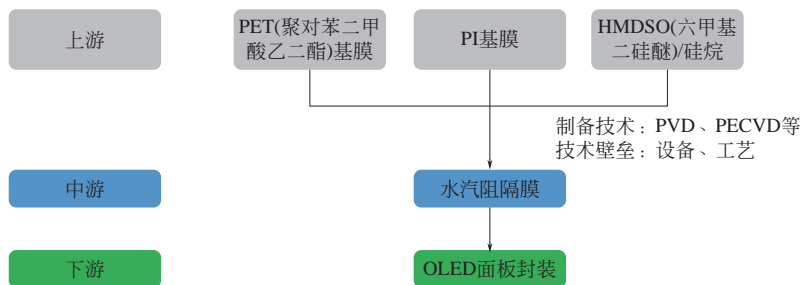 上游
PET(聚对苯二甲
酸乙二酯)基膜
PI基膜
HMDSO(六甲基
二硅醚)/硅烷
制备技术：PVD、PECVD等
技术壁垒：设备、工艺
中游
水汽阻隔膜
下游
OLED面板封装